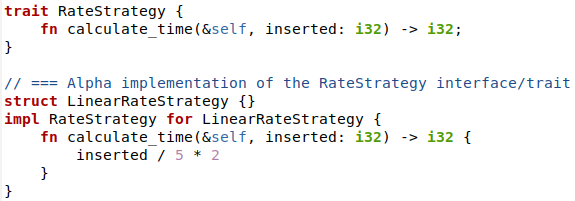 trait RateStrategy {
    fn calculate_time(&self, inserted: i32) -> i32;
}

// === Alpha implementation of the RateStrategy interface/trait
struct LinearRateStrategy {}
impl RateStrategy for LinearRateStrategy {
    fn calculate_time(&self, inserted: i32) -> i32 {
        inserted / 5 * 2
    }
}